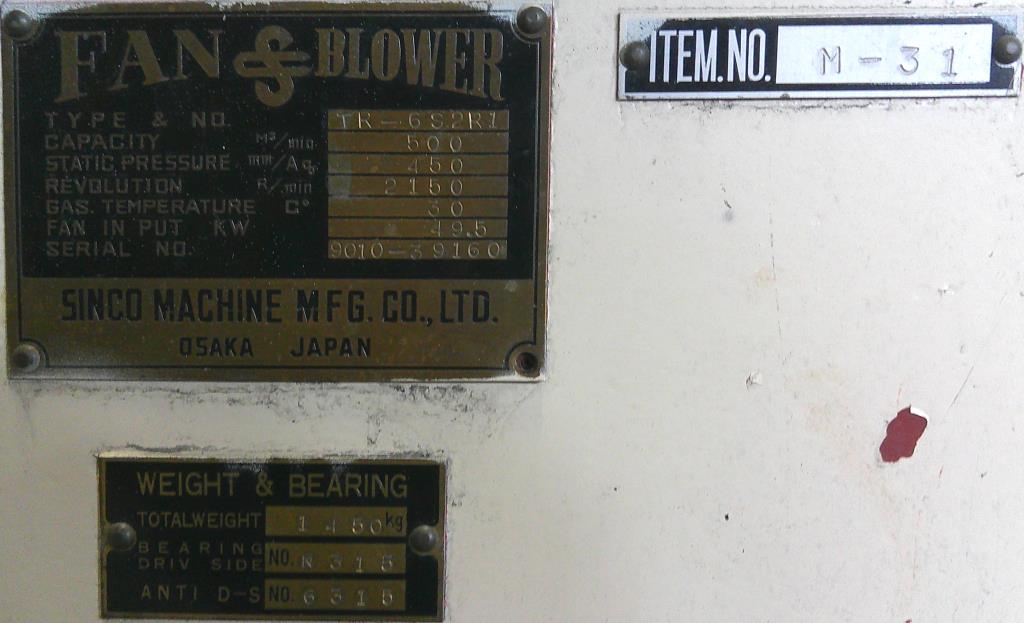 FAN & BLOWER
TYPE & NO. TR-6S2R1
CAPACITY M³/min 500
STATIC PRESSURE mm/Aq 450
REVOLUTION R/min 2150
GAS. TEMPERATURE C° 30
FAN IN PUT KW 49.5
SERIAL NO. 9010-39160
SINCO MACHINE MFG. CO., LTD.
OSAKA JAPAN
ITEM.NO. M-31
WEIGHT & BEARING
TOTALWEIGHT 1450kg
BEARING
DRIV SIDE NO. N315
ANTI D-S NO. 6315